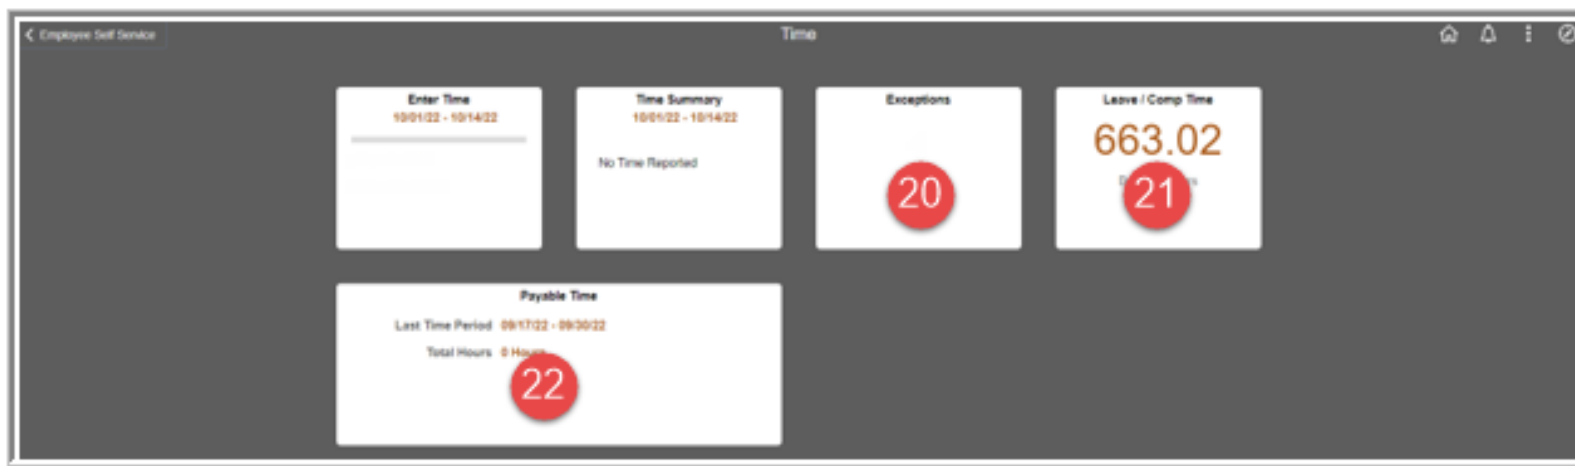 Employee Self Service
Time
Enter Time
10/01/22 - 10/14/22
Time Summary
10/01/22 - 10/14/22
No Time Reported
Exceptions
20
Leave / Comp Time
663.02
21
Payable Time
Last Time Period 09/17/22 - 09/30/22
Total Hours 0 Hours
22